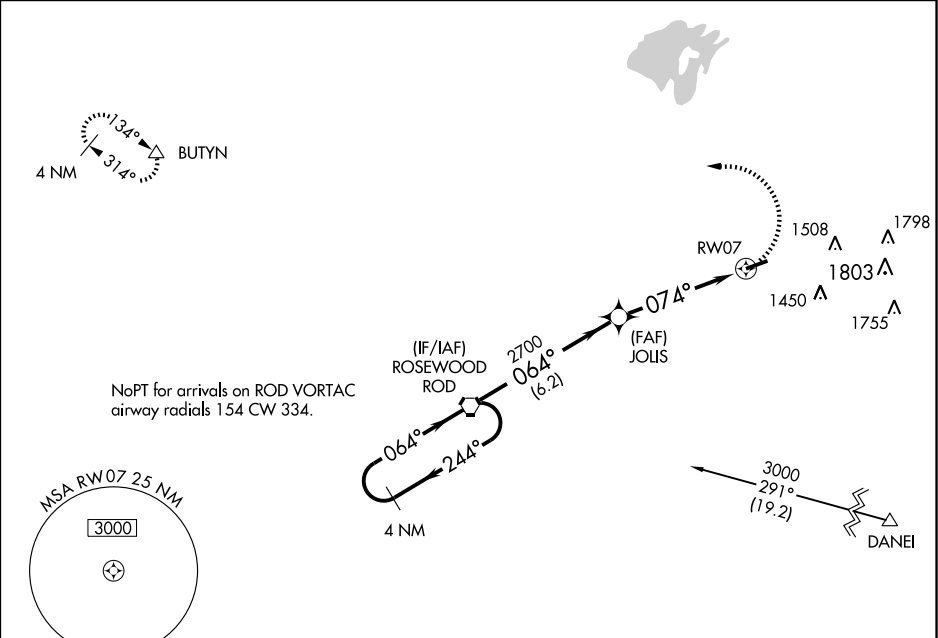 134°
BUTYN
4 NM
314°
1508
1798
RW07
1803
1450
1755
074°
(FAF)
JOLIS
(IF/IAF)
ROSEWOOD
ROD
2700
064°
(6.2)
NoPT for arrivals on ROD VORTAC
airway radials 154 CW 334.
064°
244°
4 NM
3000
291°
(19.2)
DANEI
MSA RW07 25 NM
3000